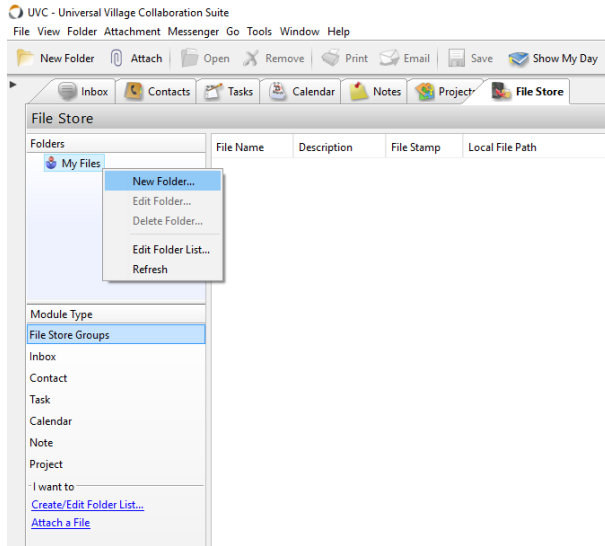 UVC - Universal Village Collaboration Suite
File View Folder Attachment Messenger Go Tools Window Help
New Folder Attach Open Remove Print Email Save Show My Day
Inbox Contacts Tasks Calendar Notes Project File Store
File Store
Folders File Name Description File Stamp Local File Path
My Files
New Folder...
Edit Folder...
Delete Folder...
Edit Folder List...
Refresh
Module Type
File Store Groups
Inbox
Contact
Task
Calendar
Note
Project
I want to
Create/Edit Folder List...
Attach a File